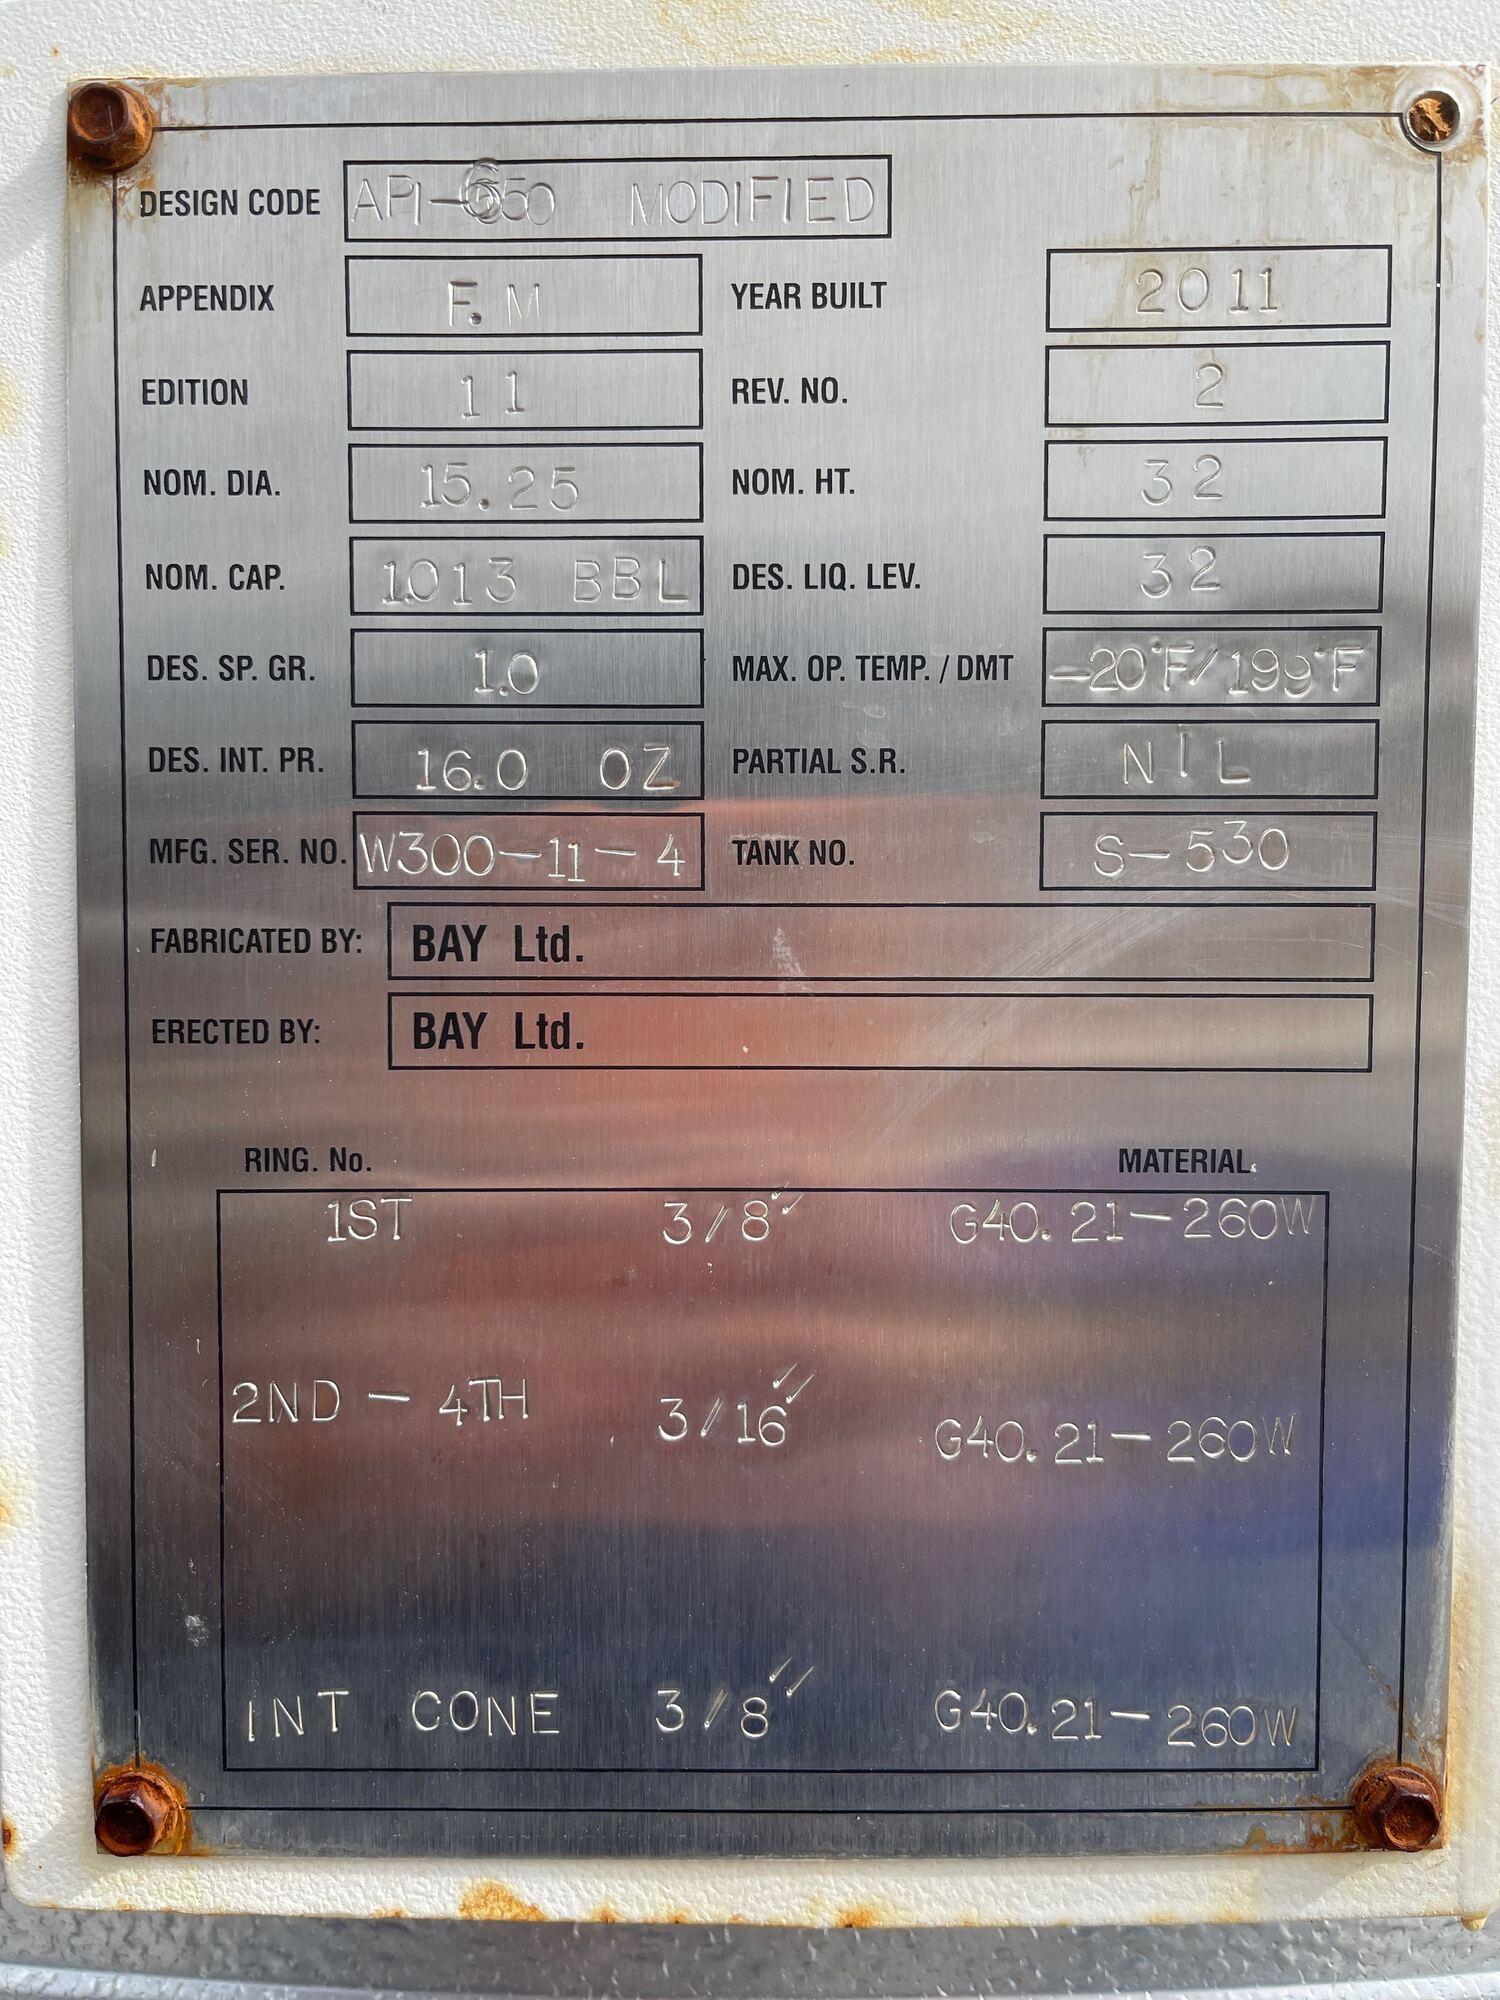 DESIGN CODE API-650 MODIFIED
APPENDIX F.M YEAR BUILT 2011
EDITION 11 REV. NO. 2
NOM. DIA. 15.25 NOM. HT. 32
NOM. CAP. 1013 BBL DES. LIQ. LEV. 32
DES. SP. GR. 1.0 MAX. OP. TEMP. / DMT -20°F/199°F
DES. INT. PR. 16.0 OZ PARTIAL S.R. NIL
MFG. SER. NO. W300-11-4 TANK NO. S-530
FABRICATED BY: BAY Ltd.
ERECTED BY: BAY Ltd.
RING. No. MATERIAL
1ST 3/8" G40.21-260W
2ND - 4TH 3/16" G40.21-260W
INT CONE 3/8" G40.21-260W